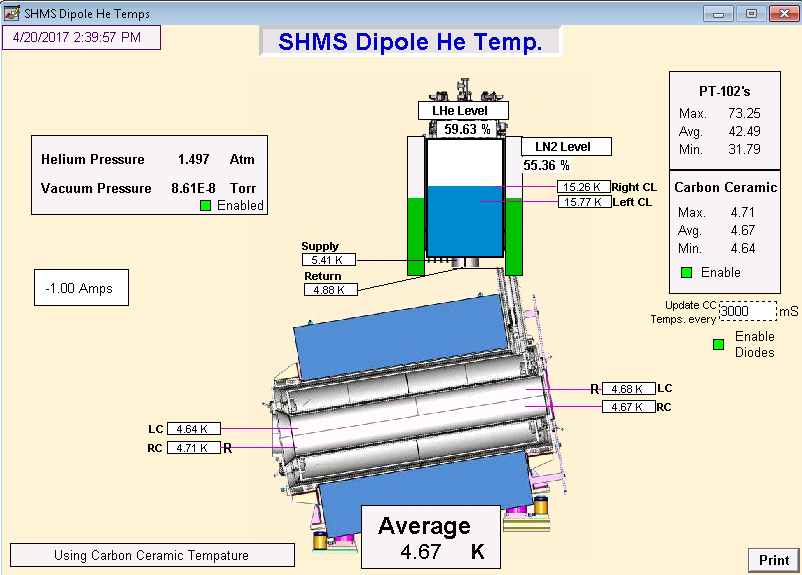 SHMS Dipole He Temps
4/20/2017 2:39:57 PM
SHMS Dipole He Temp.
LHe Level
59.63 %
LN2 Level
55.36 %
Helium Pressure 1.497 Atm
Vacuum Pressure 8.61E-8 Torr
Enabled
15.26 K Right CL
15.77 K Left CL
Supply
5.41 K
Return
4.88 K
-1.00 Amps
PT-102's
Max. 73.25
Avg. 42.49
Min. 31.79
Carbon Ceramic
Max. 4.71
Avg. 4.67
Min. 4.64
Enable
Update CC
Temps. every 3000 mS
Enable
Diodes
R 4.68 K LC
4.67 K RC
LC 4.64 K
RC 4.71 K R
Average
4.67 K
Using Carbon Ceramic Tempature
Print